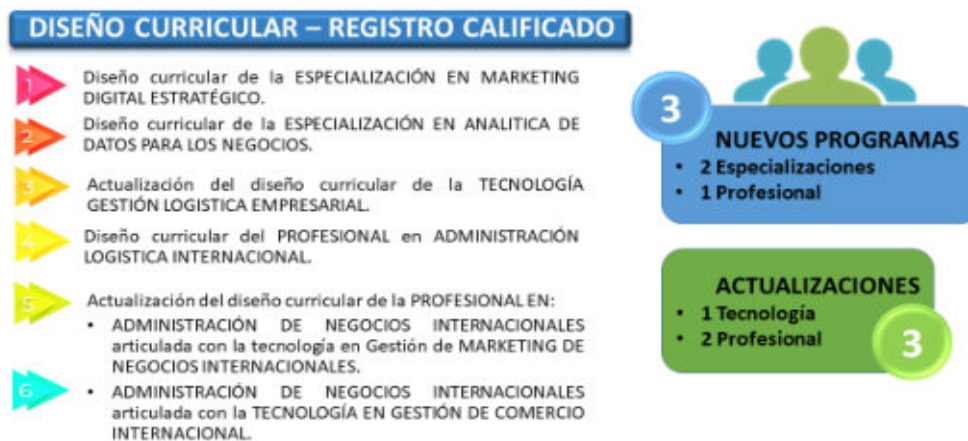 DISEÑO CURRICULAR – REGISTRO CALIFICADO
1
Diseño curricular de la ESPECIALIZACIÓN EN MARKETING
DIGITAL ESTRATÉGICO.
2
Diseño curricular de la ESPECIALIZACIÓN EN ANALITICA DE
DATOS PARA LOS NEGOCIOS.
3
Actualización del diseño curricular de la TECNOLOGÍA
GESTIÓN LOGISTICA EMPRESARIAL.
4
Diseño curricular del PROFESIONAL en ADMINISTRACIÓN
LOGISTICA INTERNACIONAL.
5
Actualización del diseño curricular de la PROFESIONAL EN:
• ADMINISTRACIÓN DE NEGOCIOS INTERNACIONALES
articulada con la tecnología en Gestión de MARKETING DE
NEGOCIOS INTERNACIONALES.
6
• ADMINISTRACIÓN DE NEGOCIOS INTERNACIONALES
articulada con la TECNOLOGÍA EN GESTIÓN DE COMERCIO
INTERNACIONAL.
3
NUEVOS PROGRAMAS
• 2 Especializaciones
• 1 Profesional
ACTUALIZACIONES
• 1 Tecnología
• 2 Profesional
3